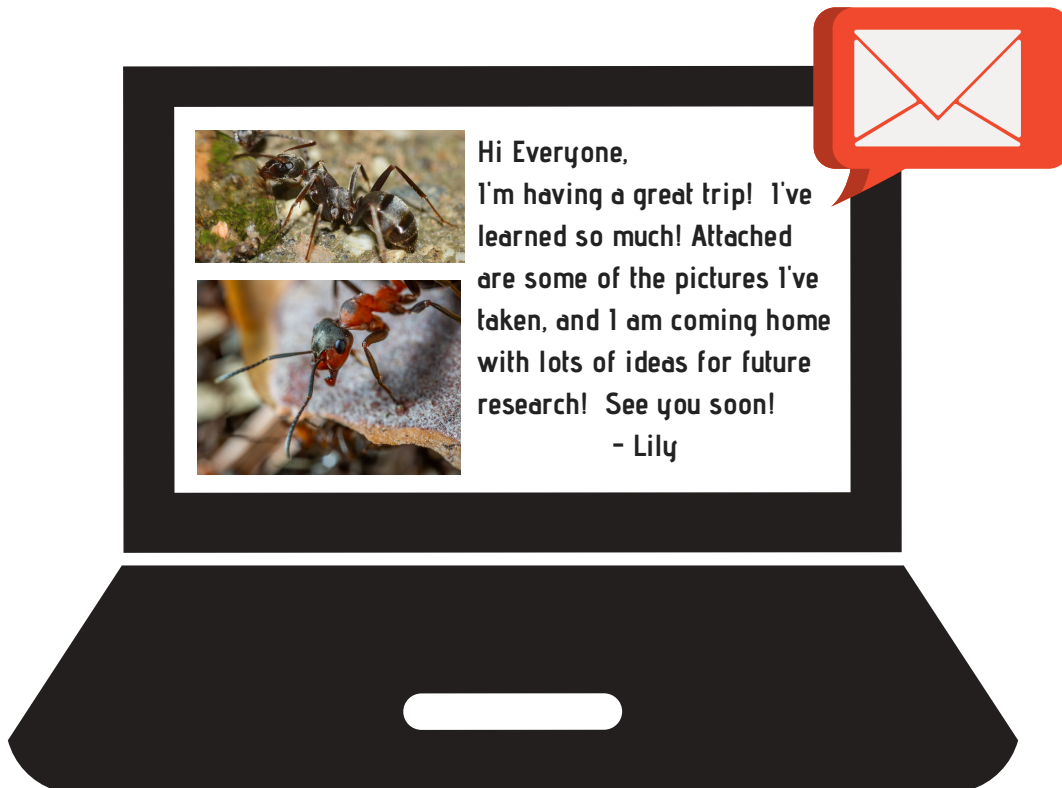 Hi Everyone,
I'm having a great trip! I've
learned so much! Attached
are some of the pictures I've
taken, and I am coming home
with lots of ideas for future
research! See you soon!
- Lily